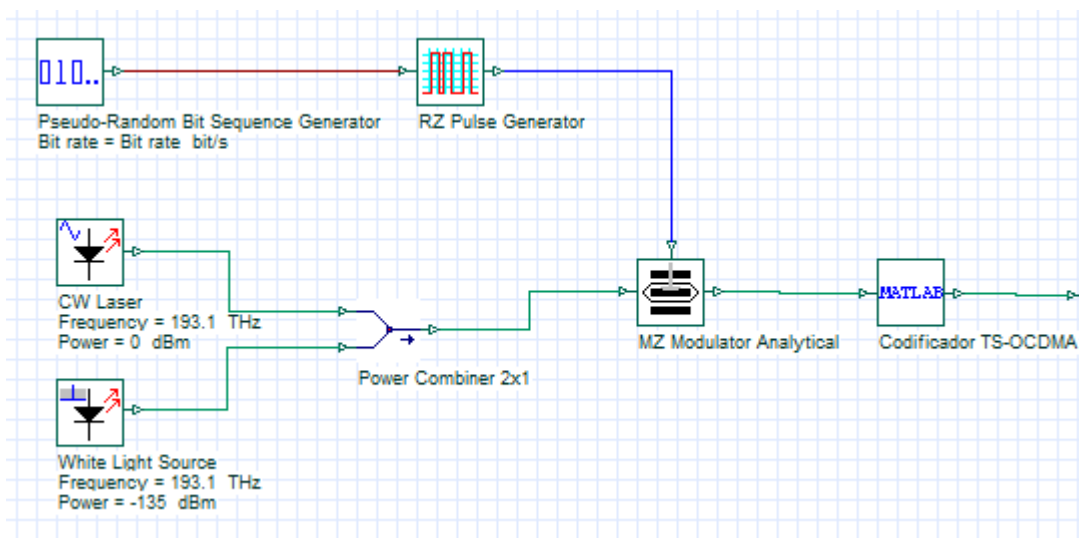 010..
Pseudo-Random Bit Sequence Generator
Bit rate = Bit rate bit/s
RZ Pulse Generator
CW Laser
Frequency = 193.1 THz
Power = 0 dBm
Power Combiner 2x1
MZ Modulator Analytical
MATLAB
Codificador TS-OCDMA
White Light Source
Frequency = 193.1 THz
Power = -135 dBm